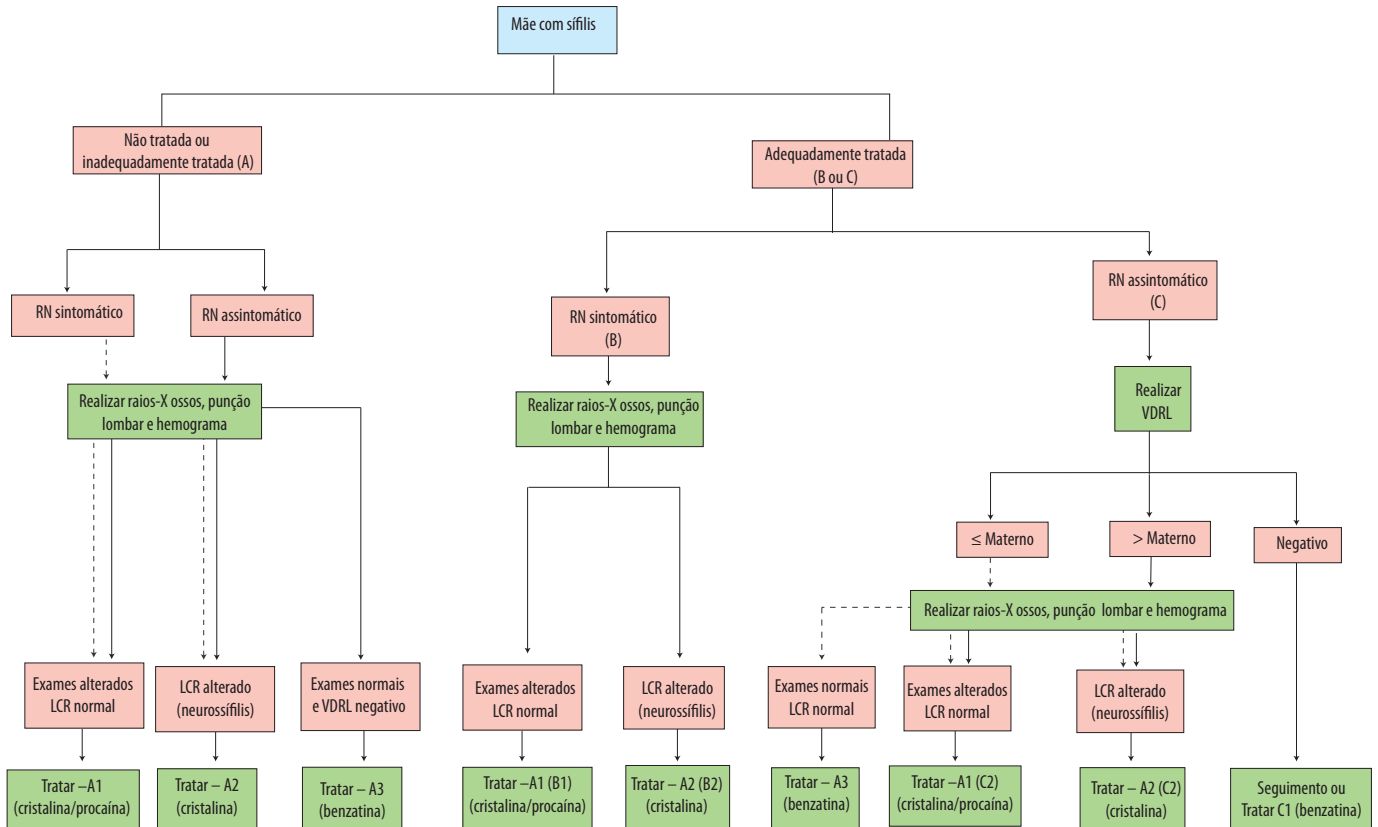 Mãe com sífilis
Não tratada ou
inadequadamente tratada (A)
Adequadamente tratada
(B ou C)
RN sintomático
RN assintomático
RN sintomático
(B)
RN assintomático
(C)
Realizar raios-X ossos, punção
lombar e hemograma
Realizar raios-X ossos, punção
lombar e hemograma
Realizar
VDRL
≤ Materno
> Materno
Negativo
Realizar raios-X ossos, punção lombar e hemograma
Exames alterados
LCR normal
LCR alterado
(neurossífilis)
Exames normais
e VDRL negativo
Exames alterados
LCR normal
LCR alterado
(neurossífilis)
Exames normais
LCR normal
Exames alterados
LCR normal
LCR alterado
(neurossífilis)
Tratar –A1
(cristalina/procaína)
Tratar – A2
(cristalina)
Tratar – A3
(benzatina)
Tratar –A1 (B1)
(cristalina/procaína)
Tratar – A2 (B2)
(cristalina)
Tratar – A3
(benzatina)
Tratar –A1 (C2)
(cristalina/procaína)
Tratar – A2 (C2)
(cristalina)
Seguimento ou
Tratar C1 (benzatina)